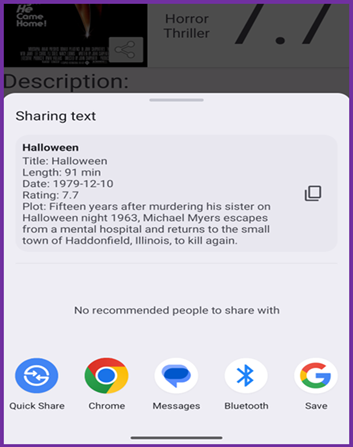 He
Came
Home!
Horror
Thriller
7.7
Description:
Sharing text
Halloween
Title: Halloween
Length: 91 min
Date: 1979-12-10
Rating: 7.7
Plot: Fifteen years after murdering his sister on
Halloween night 1963, Michael Myers escapes
from a mental hospital and returns to the small
town of Haddonfield, Illinois, to kill again.
No recommended people to share with
Quick Share
Chrome
Messages
Bluetooth
Save